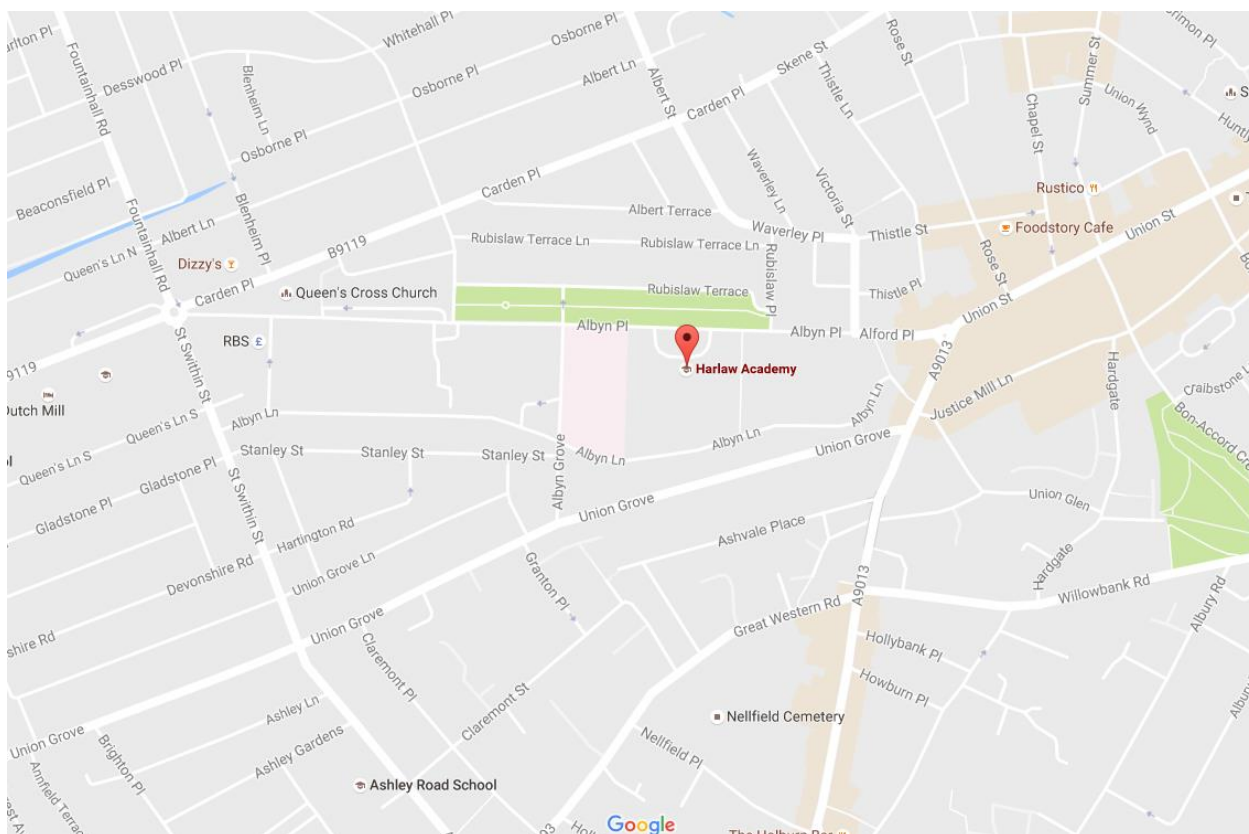 Whitehall Pl
Osborne Pl
Desswood Pl
Fountainhall Rd
Blenheim Ln
Osborne Pl
Albert Ln
Albert St
Skene St
Thistle Ln
Rose St
Summer St
Chapel St
Union Wynd
Carden Pl
Osborne Pl
Beaconsfield Pl
Blenheim Pl
Carden Pl
Waverley Ln
Victoria St
Rustico
Albert Ln
Fountainhall Rd
Albert Terrace
Waverley Pl
Thistle St
Foodstory Cafe
Union St
Queen's Ln N
B9119
Rubislaw Terrace Ln
Rubislaw Terrace Ln
Rubislaw Pl
Rose St
Dizzy's
Carden Pl
Queen's Cross Church
Rubislaw Terrace
Thistle Pl
Union St
Albyn Pl
Albyn Pl
Alford Pl
RBS £
St Swithin St
Harlaw Academy
A9013
Hardgate
9119
Dutch Mill
Justice Mill Ln
Craibstone Ln
Queen's Ln S
Albyn Ln
Albyn Ln
Albyn Ln
Bon-Accord Cre
Queen's Ln S
Stanley St
Stanley St
Stanley St
Albyn Ln
Union Grove
Gladstone Pl
Albyn Grove
Union Glen
Gladstone Pl
St Swithin St
Hartington Rd
Union Grove
Ashvale Place
Devonshire Rd
Union Grove Ln
Granton Pl
A9013
Hardgate
Willowbank Rd
Albury Rd
shire Rd
Union Grove
Great Western Rd
Claremont Pl
Hollybank Pl
Howburn Pl
Ashley Ln
Claremont St
Nellfield Cemetery
Union Grove
Brighton Pl
Ashley Gardens
Nellfield Pl
Annfield Terrace
Ashley Road School
Google